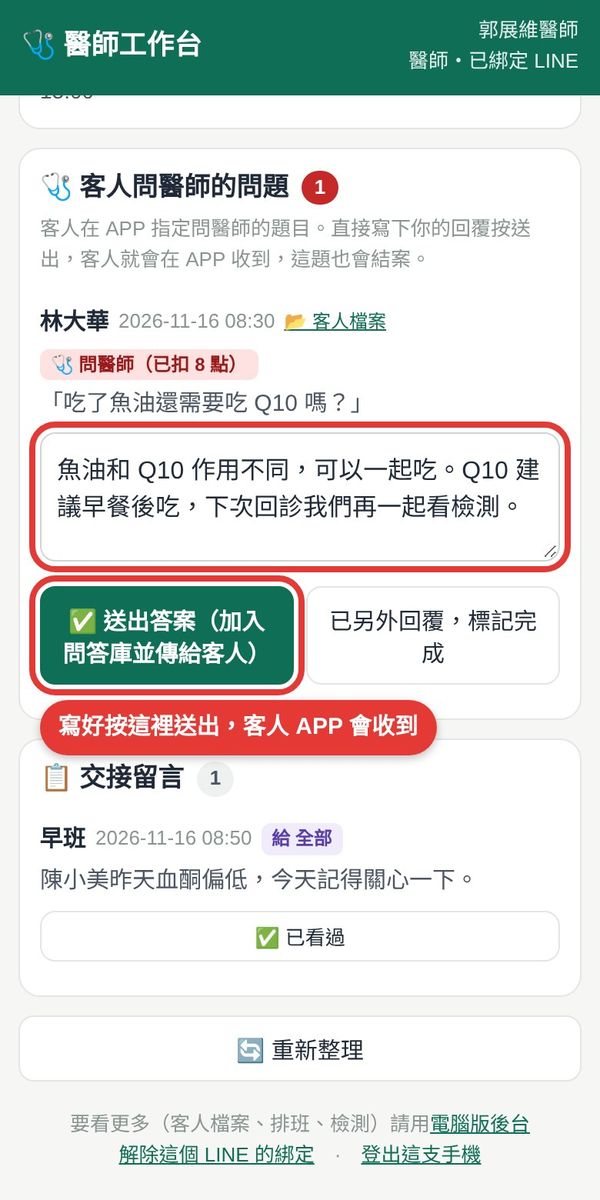 🩺 醫師工作台
郭展維醫師
醫師・已綁定 LINE
🩺 客人問醫師的問題 1
客人在 APP 指定問醫師的題目。直接寫下你的回覆按送
出，客人就會在 APP 收到，這題也會結案。
林大華 2026-11-16 08:30 📂 客人檔案
🩺 問醫師（已扣 8 點）
「吃了魚油還需要吃 Q10 嗎？」
魚油和 Q10 作用不同，可以一起吃。Q10 建
議早餐後吃，下次回診我們再一起看檢測。
✅ 送出答案（加入
問答庫並傳給客人）
已另外回覆，標記完
成
寫好按這裡送出，客人 APP 會收到
📋 交接留言 1
早班 2026-11-16 08:50 給 全部
陳小美昨天血酮偏低，今天記得關心一下。
✅ 已看過
🔄 重新整理
要看更多（客人檔案、排班、檢測）請用電腦版後台
解除這個 LINE 的綁定 · 登出這支手機